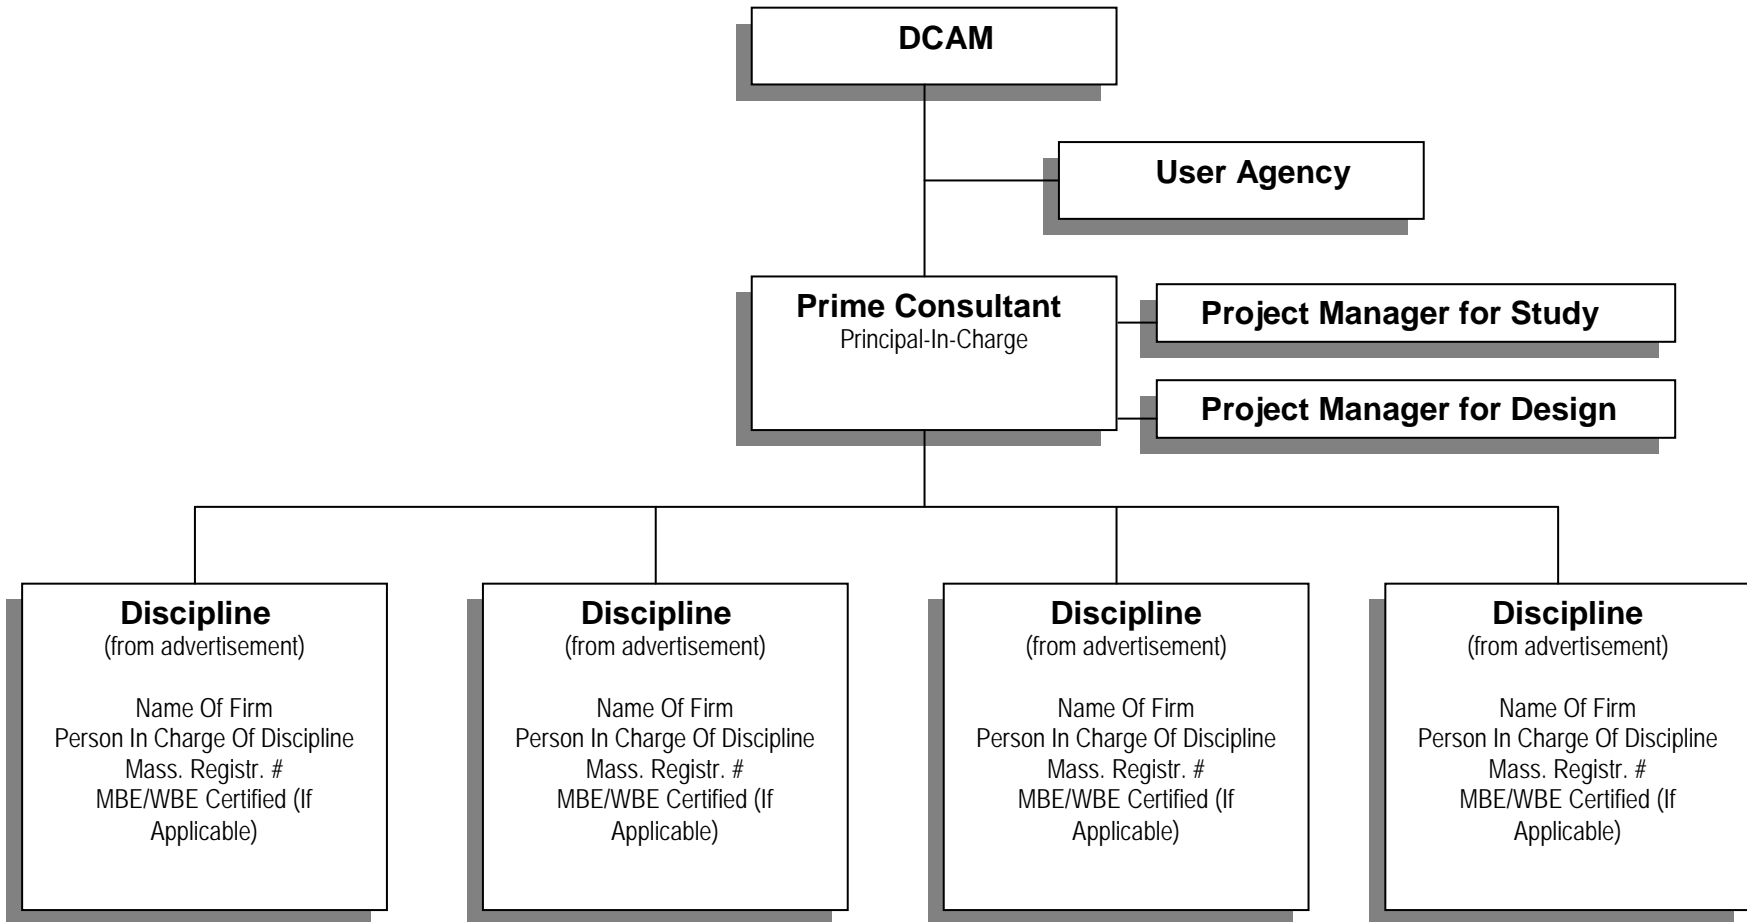 DCAM
User Agency
Prime Consultant
Principal-In-Charge
Project Manager for Study
Project Manager for Design
Discipline
(from advertisement)
Name Of Firm
Person In Charge Of Discipline
Mass. Registr. #
MBE/WBE Certified (If
Applicable)
Discipline
(from advertisement)
Name Of Firm
Person In Charge Of Discipline
Mass. Registr. #
MBE/WBE Certified (If
Applicable)
Discipline
(from advertisement)
Name Of Firm
Person In Charge Of Discipline
Mass. Registr. #
MBE/WBE Certified (If
Applicable)
Discipline
(from advertisement)
Name Of Firm
Person In Charge Of Discipline
Mass. Registr. #
MBE/WBE Certified (If
Applicable)